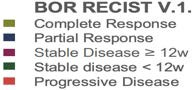 BOR RECIST V.1.
Complete Response
Partial Response
Stable Disease ≥ 12w
Stable disease < 12w
Progressive Disease